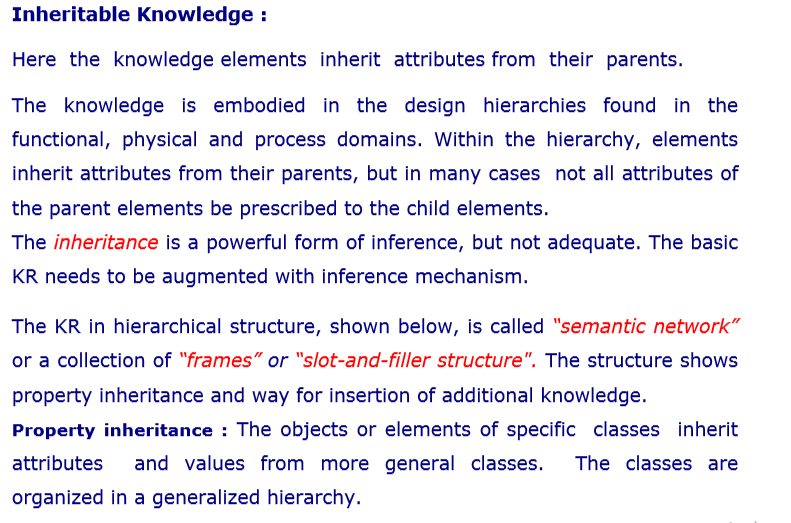 Inheritable Knowledge :
Here the knowledge elements inherit attributes from their parents.
The knowledge is embodied in the design hierarchies found in the
functional, physical and process domains. Within the hierarchy, elements
inherit attributes from their parents, but in many cases not all attributes of
the parent elements be prescribed to the child elements.
The inheritance is a powerful form of inference, but not adequate. The basic
KR needs to be augmented with inference mechanism.
The KR in hierarchical structure, shown below, is called “semantic network”
or a collection of “frames” or “slot-and-filler structure". The structure shows
property inheritance and way for insertion of additional knowledge.
Property inheritance : The objects or elements of specific classes inherit
attributes and values from more general classes. The classes are
organized in a generalized hierarchy.